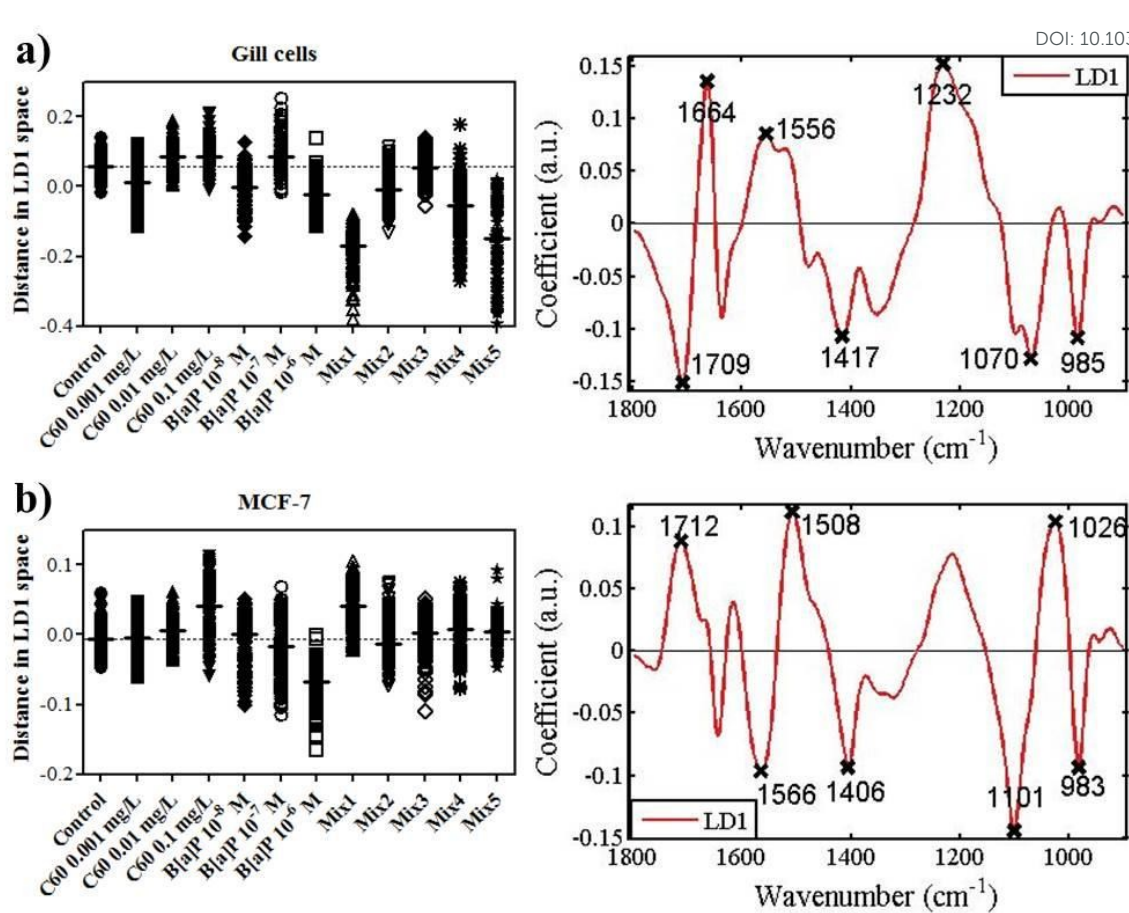 DOI: 10.103
a)
Gill cells
Distance in LD1 space
0.2
0.0
-0.2
-0.4
Control
C60 0.001 mg/L
C60 0.01 mg/L
C60 0.1 mg/L
B[a]P 10-8 M
B[a]P 10-7 M
B[a]P 10-6 M
Mix1
Mix2
Mix3
Mix4
Mix5
Coefficient (a.u.)
0.15
0.1
0.05
0
-0.05
-0.1
-0.15
LD1
1664
1556
1232
1709
1417
1070
985
1800
1600
1400
1200
1000
Wavenumber (cm-1)
b)
MCF-7
Distance in LD1 space
0.1
0.0
-0.1
-0.2
Control
C60 0.001 mg/L
C60 0.01 mg/L
C60 0.1 mg/L
B[a]P 10-8 M
B[a]P 10-7 M
B[a]P 10-6 M
Mix1
Mix2
Mix3
Mix4
Mix5
Coefficient (a.u.)
0.1
0.05
0
-0.05
-0.1
-0.15
1712
1508
1026
1566
1406
1101
983
LD1
1800
1600
1400
1200
1000
Wavenumber (cm-1)